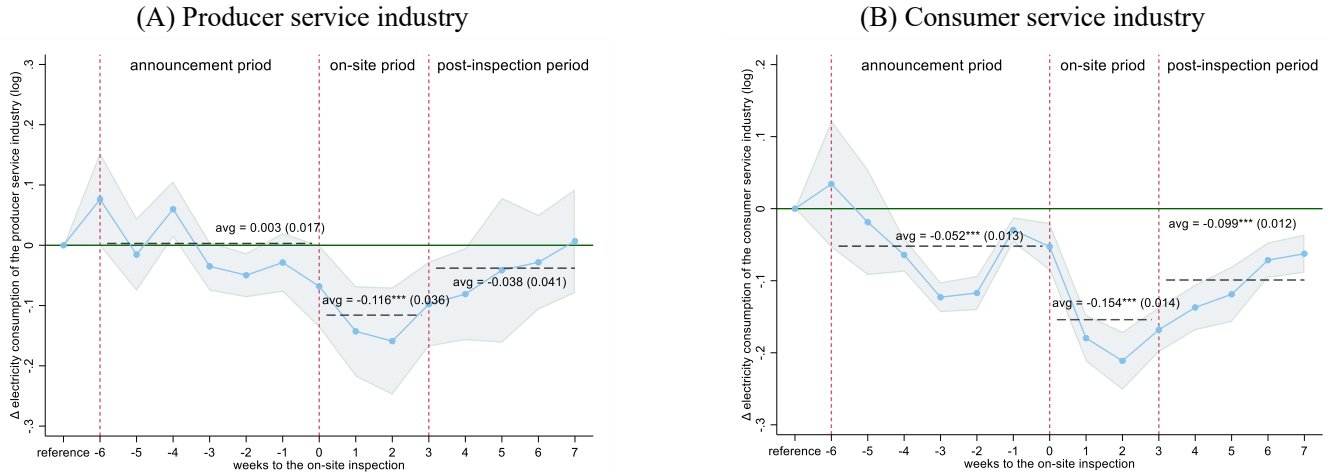 (A) Producer service industry
Δ electricity consumption of the producer service industry (log)
.3
.2
.1
0
-.1
-.2
-.3
announcement priod
on-site priod
post-inspection period
avg = 0.003 (0.017)
avg = -0.116*** (0.036)
avg = -0.038 (0.041)
reference -6 -5 -4 -3 -2 -1 0 1 2 3 4 5 6 7
weeks to the on-site inspection
(B) Consumer service industry
Δ electricity consumption of the consumer service industry (log)
.2
.1
0
-.1
-.2
-.3
announcement priod
on-site priod
post-inspection period
avg = -0.052*** (0.013)
avg = -0.154*** (0.014)
avg = -0.099*** (0.012)
reference -6 -5 -4 -3 -2 -1 0 1 2 3 4 5 6 7
weeks to the on-site inspection